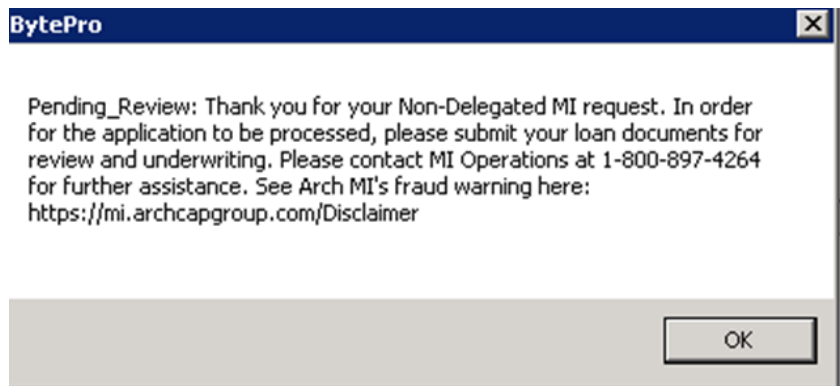 BytePro
Pending_Review: Thank you for your Non-Delegated MI request. In order
for the application to be processed, please submit your loan documents for
review and underwriting. Please contact MI Operations at 1-800-897-4264
for further assistance. See Arch MI's fraud warning here:
https://mi.archcapgroup.com/Disclaimer
OK